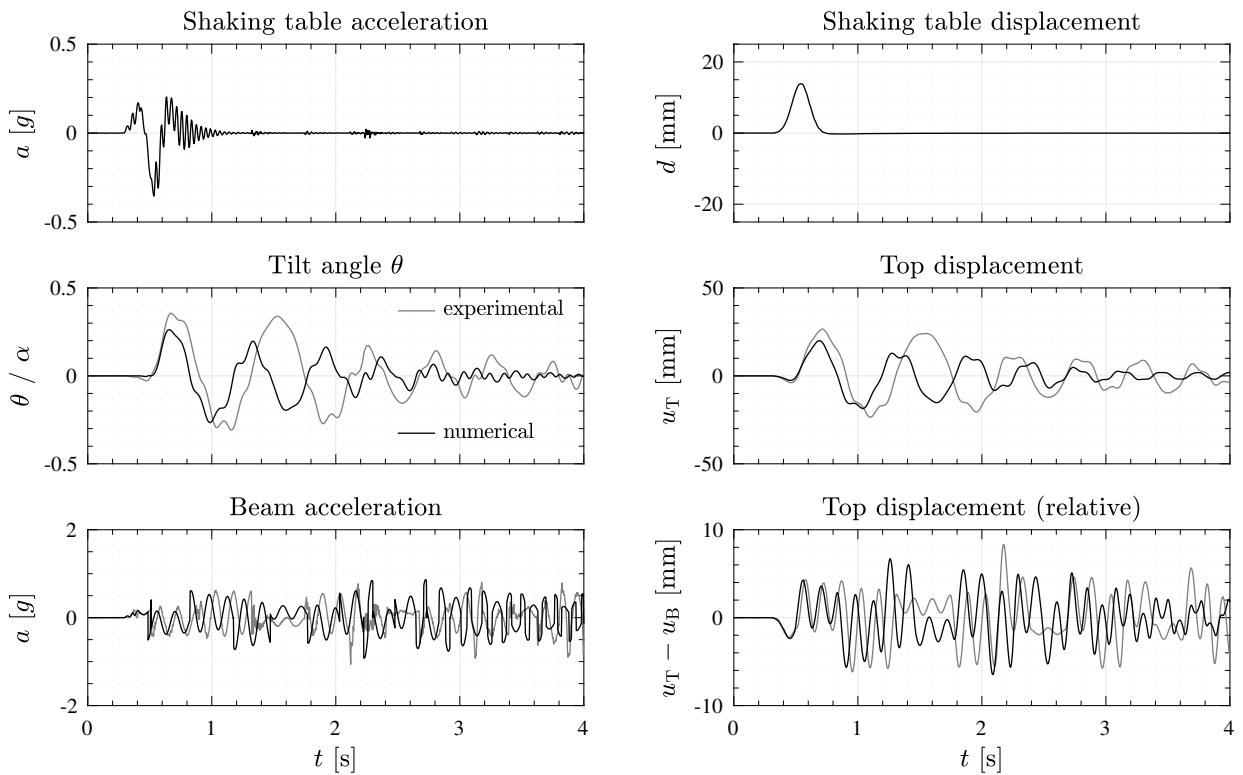 Shaking table acceleration
0.5
0
-0.5
a [g]
Shaking table displacement
20
0
-20
d [mm]
Tilt angle θ
0.5
0
-0.5
θ / α
experimental
numerical
Top displacement
50
0
-50
u_T [mm]
Beam acceleration
2
0
-2
a [g]
0 1 2 3 4
t [s]
Top displacement (relative)
10
0
-10
u_T − u_B [mm]
0 1 2 3 4
t [s]